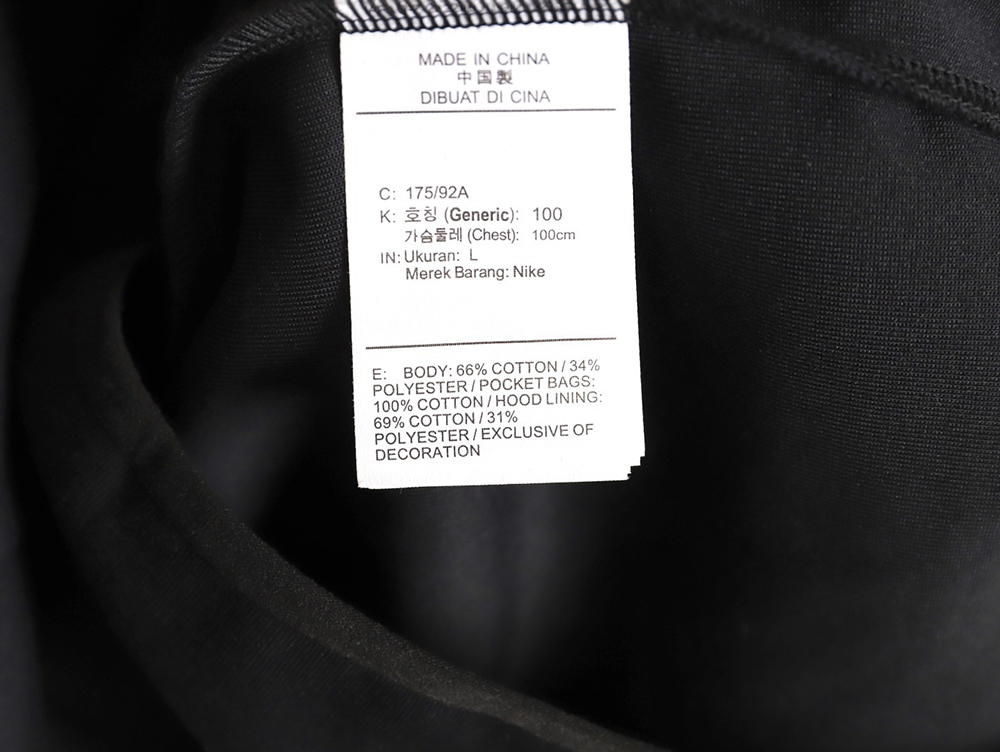 MADE IN CHINA
中国製
DIBUAT DI CINA
C: 175/92A
K: 호칭 (Generic): 100
가슴둘레 (Chest): 100cm
IN: Ukuran: L
Merek Barang: Nike
E: BODY: 66% COTTON / 34%
POLYESTER / POCKET BAGS:
100% COTTON / HOOD LINING:
69% COTTON / 31%
POLYESTER / EXCLUSIVE OF
DECORATION